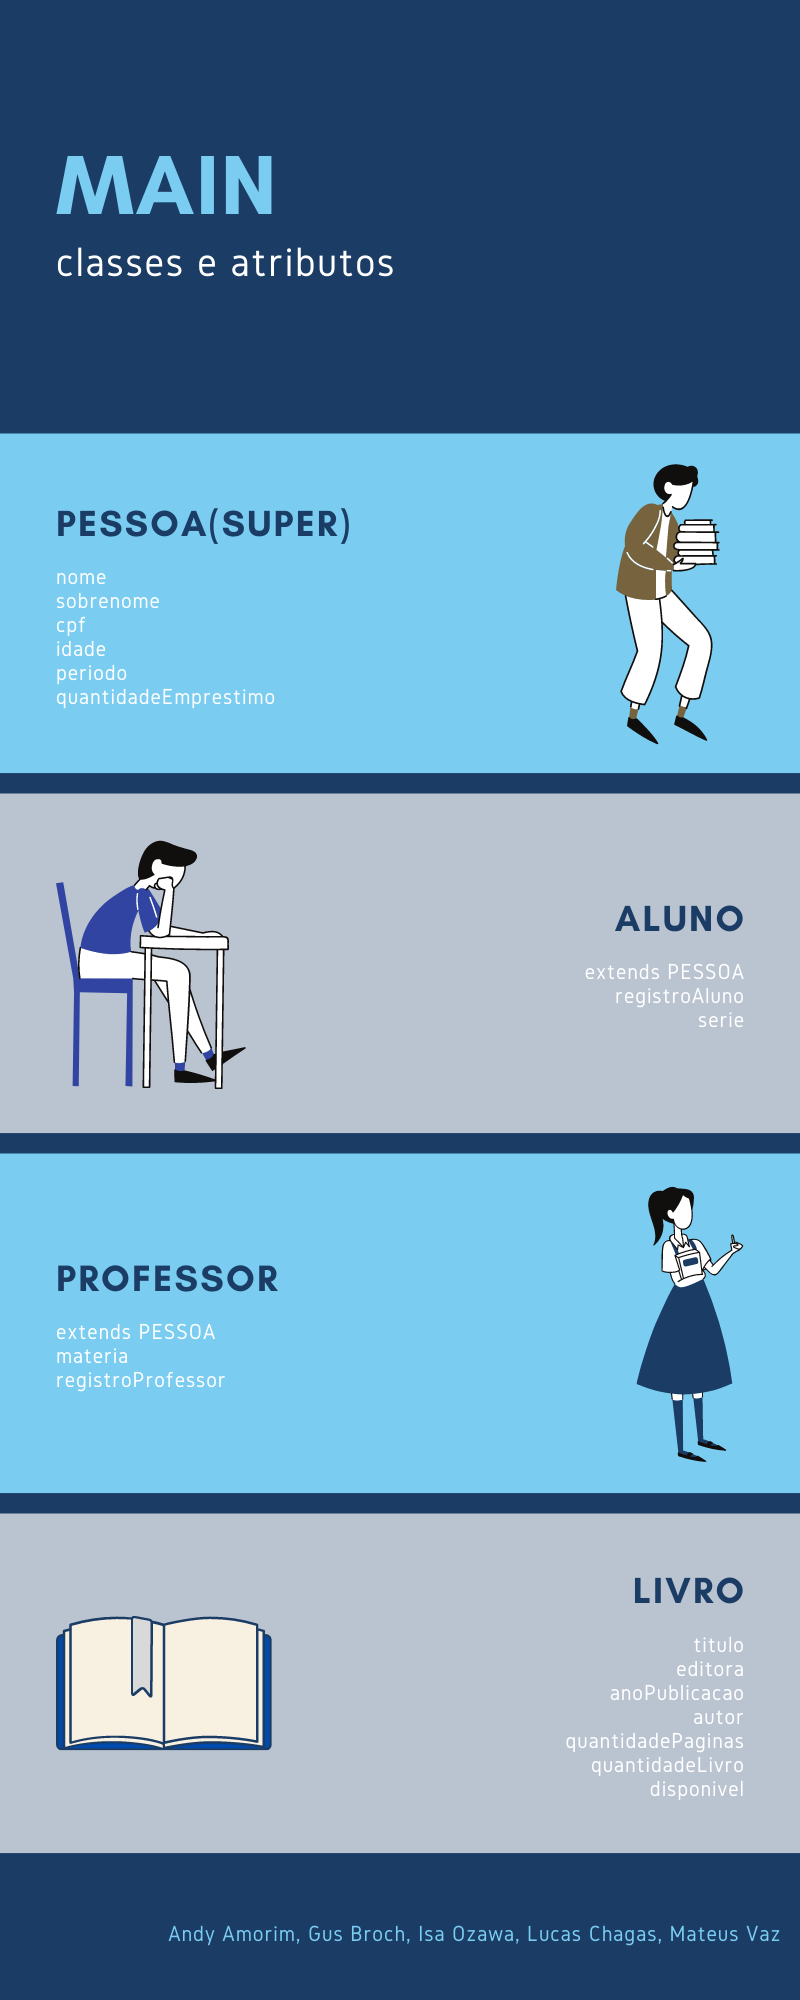 MAIN
classes e atributos
PESSOA(SUPER)
nome
sobrenome
cpf
idade
periodo
quantidadeEmprestimo
ALUNO
extends PESSOA
registroAluno
serie
PROFESSOR
extends PESSOA
materia
registroProfessor
LIVRO
titulo
editora
anoPublicacao
autor
quantidadePaginas
quantidadeLivro
disponivel
Andy Amorim, Gus Broch, Isa Ozawa, Lucas Chagas, Mateus Vaz